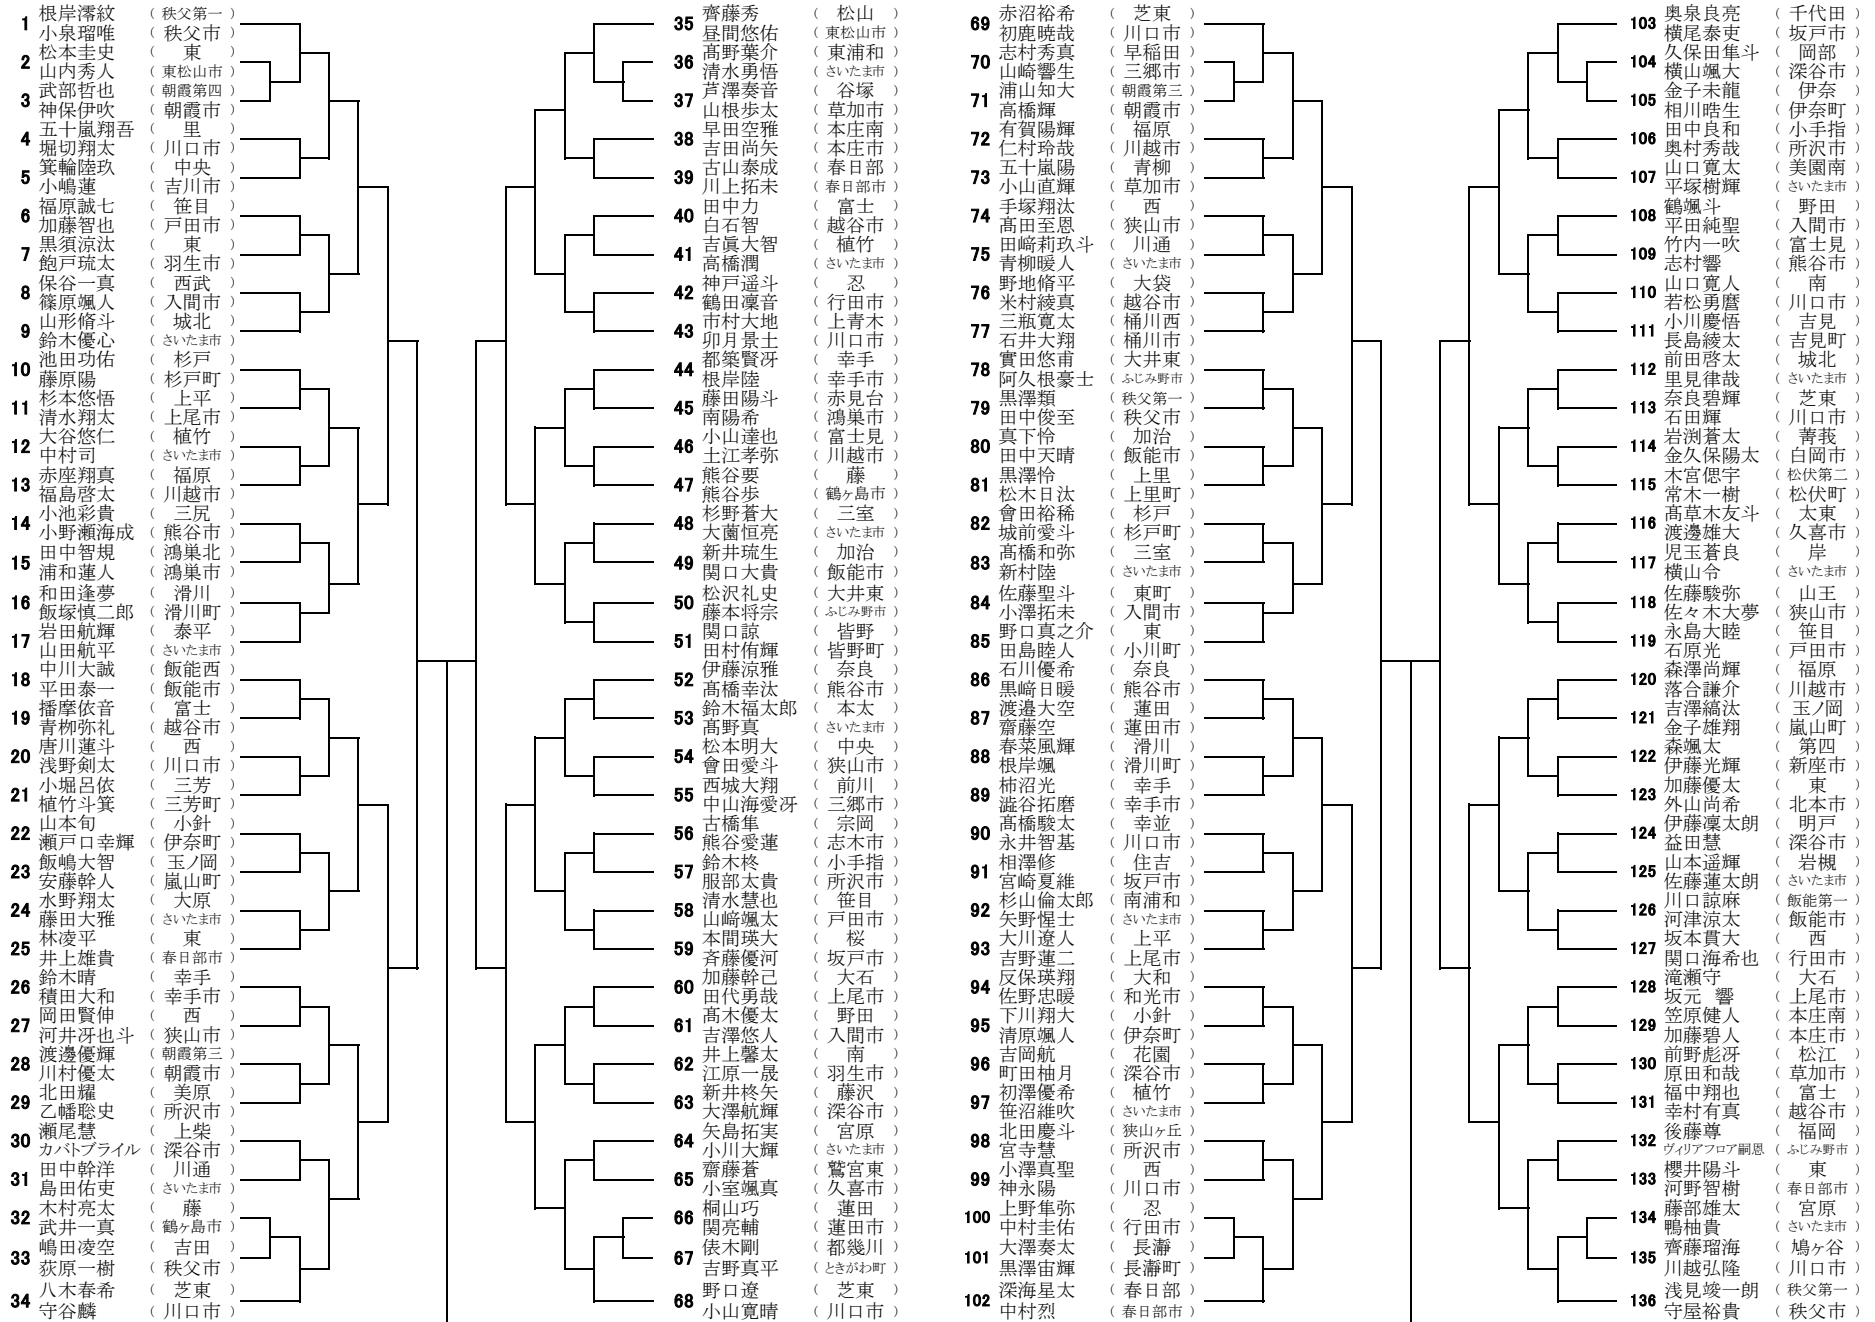 1 根岸澪紋 （ 秩父第一 ）
小泉瑠唯 （ 秩父市 ）
2 松本圭史 （ 東 ）
山内秀人 （ 東松山市 ）
3 武部哲也 （ 朝霞第四 ）
神保伊吹 （ 朝霞市 ）
4 五十嵐翔吾 （ 里 ）
堀切翔太 （ 川口市 ）
5 箕輪陸玖 （ 中央 ）
小嶋蓮 （ 吉川市 ）
6 福原誠七 （ 笹目 ）
加藤智也 （ 戸田市 ）
7 黒須涼汰 （ 東 ）
飽戸琉太 （ 羽生市 ）
8 保谷一真 （ 西武 ）
篠原颯人 （ 入間市 ）
9 山形脩斗 （ 城北 ）
鈴木優心 （ さいたま市 ）
10 池田功佑 （ 杉戸 ）
藤原陽 （ 杉戸町 ）
11 杉本悠悟 （ 上平 ）
清水翔太 （ 上尾市 ）
12 大谷悠仁 （ 植竹 ）
中村司 （ さいたま市 ）
13 赤座翔真 （ 福原 ）
福島啓太 （ 川越市 ）
14 小池彩貴 （ 三尻 ）
小野瀬海成 （ 熊谷市 ）
15 田中智規 （ 鴻巣北 ）
浦和蓮人 （ 鴻巣市 ）
16 和田逢夢 （ 滑川 ）
飯塚慎二郎 （ 滑川町 ）
17 岩田航輝 （ 泰平 ）
山田航平 （ さいたま市 ）
18 中川大誠 （ 飯能西 ）
平田泰一 （ 飯能市 ）
19 播摩依音 （ 富士 ）
青栁弥礼 （ 越谷市 ）
20 唐川蓮斗 （ 西 ）
浅野剣太 （ 川口市 ）
21 小堀呂依 （ 三芳 ）
植竹斗箕 （ 三芳町 ）
22 山本旬 （ 小針 ）
瀬戸口幸輝 （ 伊奈町 ）
23 飯嶋大智 （ 玉ノ岡 ）
安藤幹人 （ 嵐山町 ）
24 水野翔太 （ 大原 ）
藤田大雅 （ さいたま市 ）
25 林凌平 （ 東 ）
井上雄貴 （ 春日部市 ）
26 鈴木晴 （ 幸手 ）
積田大和 （ 幸手市 ）
27 岡田賢伸 （ 西 ）
河井冴也斗 （ 狭山市 ）
28 渡邊優輝 （ 朝霞第三 ）
川村優太 （ 朝霞市 ）
29 北田耀 （ 美原 ）
乙幡聡史 （ 所沢市 ）
30 瀬尾慧 （ 上柴 ）
カバトブライル （ 深谷市 ）
31 田中幹洋 （ 川通 ）
島田佑吏 （ さいたま市 ）
32 木村亮太 （ 藤 ）
武井一真 （ 鶴ヶ島市 ）
33 嶋田凌空 （ 吉田 ）
荻原一樹 （ 秩父市 ）
34 八木春希 （ 芝東 ）
守谷麟 （ 川口市 ）
35 齊藤秀 （ 松山 ）
昼間悠佑 （ 東松山市 ）
36 髙野葉介 （ 東浦和 ）
清水勇悟 （ さいたま市 ）
37 芦澤奏音 （ 谷塚 ）
山根歩太 （ 草加市 ）
38 早田空雅 （ 本庄南 ）
吉田尚矢 （ 本庄市 ）
39 古山泰成 （ 春日部 ）
川上拓未 （ 春日部市 ）
40 田中力 （ 富士 ）
白石智 （ 越谷市 ）
41 吉眞大智 （ 植竹 ）
高橋潤 （ さいたま市 ）
42 神戸遥斗 （ 忍 ）
鶴田凜音 （ 行田市 ）
43 市村大地 （ 上青木 ）
卯月景土 （ 川口市 ）
44 都築賢冴 （ 幸手 ）
根岸陸 （ 幸手市 ）
45 藤田陽斗 （ 赤見台 ）
南陽希 （ 鴻巣市 ）
46 小山達也 （ 富士見 ）
土江孝弥 （ 川越市 ）
47 熊谷要 （ 藤 ）
熊谷歩 （ 鶴ヶ島市 ）
48 杉野蒼大 （ 三室 ）
大薗恒亮 （ さいたま市 ）
49 新井琉生 （ 加治 ）
関口大貴 （ 飯能市 ）
50 松沢礼史 （ 大井東 ）
藤本将宗 （ ふじみ野市 ）
51 関口諒 （ 皆野 ）
田村侑輝 （ 皆野町 ）
52 伊藤涼雅 （ 奈良 ）
髙橋幸汰 （ 熊谷市 ）
53 鈴木福太郎 （ 本太 ）
髙野真 （ さいたま市 ）
54 松本明大 （ 中央 ）
會田愛斗 （ 狭山市 ）
55 西城大翔 （ 前川 ）
中山海愛冴 （ 三郷市 ）
56 古橋隼 （ 宗岡 ）
熊谷愛蓮 （ 志木市 ）
57 鈴木柊 （ 小手指 ）
服部太貴 （ 所沢市 ）
58 清水慧也 （ 笹目 ）
山﨑颯太 （ 戸田市 ）
59 本間瑛大 （ 桜 ）
斉藤優河 （ 坂戸市 ）
60 加藤幹己 （ 大石 ）
田代勇哉 （ 上尾市 ）
61 髙木優太 （ 野田 ）
吉澤悠人 （ 入間市 ）
62 井上馨太 （ 南 ）
江原一晟 （ 羽生市 ）
63 新井柊矢 （ 藤沢 ）
大澤航輝 （ 深谷市 ）
64 矢島拓実 （ 宮原 ）
小川大輝 （ さいたま市 ）
65 齋藤蒼 （ 鷲宮東 ）
小室颯真 （ 久喜市 ）
66 桐山巧 （ 蓮田 ）
関亮輔 （ 蓮田市 ）
67 俵木剛 （ 都幾川 ）
吉野真平 （ ときがわ町 ）
68 野口遼 （ 芝東 ）
小山寛晴 （ 川口市 ）
69 赤沼裕希 （ 芝東 ）
初鹿暁哉 （ 川口市 ）
70 志村秀真 （ 早稲田 ）
山崎響生 （ 三郷市 ）
71 浦山知大 （ 朝霞第三 ）
高橋輝 （ 朝霞市 ）
72 有賀陽輝 （ 福原 ）
仁村玲哉 （ 川越市 ）
73 五十嵐陽 （ 青柳 ）
小山直輝 （ 草加市 ）
74 手塚翔汰 （ 西 ）
髙田至恩 （ 狭山市 ）
75 田﨑莉玖斗 （ 川通 ）
青柳暖人 （ さいたま市 ）
76 野地脩平 （ 大袋 ）
米村綾真 （ 越谷市 ）
77 三瓶寛太 （ 桶川西 ）
石井大翔 （ 桶川市 ）
78 實田悠甫 （ 大井東 ）
阿久根豪士 （ ふじみ野市 ）
79 黒澤類 （ 秩父第一 ）
田中俊至 （ 秩父市 ）
80 真下怜 （ 加治 ）
田中天晴 （ 飯能市 ）
81 黒澤怜 （ 上里 ）
松木日汰 （ 上里町 ）
82 會田裕稀 （ 杉戸 ）
城前愛斗 （ 杉戸町 ）
83 髙橋和弥 （ 三室 ）
新村陸 （ さいたま市 ）
84 佐藤聖斗 （ 東町 ）
小澤拓未 （ 入間市 ）
85 野口真之介 （ 東 ）
田島睦人 （ 小川町 ）
86 石川優希 （ 奈良 ）
黒﨑日暖 （ 熊谷市 ）
87 渡邉大空 （ 蓮田 ）
齋藤空 （ 蓮田市 ）
88 春菜風輝 （ 滑川 ）
根岸颯 （ 滑川町 ）
89 柿沼光 （ 幸手 ）
澁谷拓磨 （ 幸手市 ）
90 髙橋駿太 （ 幸並 ）
永井智基 （ 川口市 ）
91 相澤修 （ 住吉 ）
宮崎夏維 （ 坂戸市 ）
92 杉山倫太郎 （ 南浦和 ）
矢野惺士 （ さいたま市 ）
93 大川遼人 （ 上平 ）
吉野蓮二 （ 上尾市 ）
94 反保瑛翔 （ 大和 ）
佐野忠暖 （ 和光市 ）
95 下川翔大 （ 小針 ）
清原颯人 （ 伊奈町 ）
96 吉岡航 （ 花園 ）
町田柚月 （ 深谷市 ）
97 初澤優希 （ 植竹 ）
笹沼維吹 （ さいたま市 ）
98 北田慶斗 （ 狭山ヶ丘 ）
宮寺慧 （ 所沢市 ）
99 小澤真聖 （ 西 ）
神永陽 （ 川口市 ）
100 上野隼弥 （ 忍 ）
中村圭佑 （ 行田市 ）
101 大澤奏太 （ 長瀞 ）
黒澤宙輝 （ 長瀞町 ）
102 深海星太 （ 春日部 ）
中村烈 （ 春日部市 ）
103 奥泉良亮 （ 千代田 ）
横尾泰吏 （ 坂戸市 ）
104 久保田隼斗 （ 岡部 ）
横山颯大 （ 深谷市 ）
105 金子未龍 （ 伊奈 ）
相川晧生 （ 伊奈町 ）
106 田中良和 （ 小手指 ）
奥村秀哉 （ 所沢市 ）
107 山口寛太 （ 美園南 ）
平塚樹輝 （ さいたま市 ）
108 鶴颯斗 （ 野田 ）
平田純聖 （ 入間市 ）
109 竹内一吹 （ 富士見 ）
志村響 （ 熊谷市 ）
110 山口寛人 （ 南 ）
若松勇麿 （ 川口市 ）
111 小川慶悟 （ 吉見 ）
長島綾太 （ 吉見町 ）
112 前田啓太 （ 城北 ）
里見律哉 （ さいたま市 ）
113 奈良碧輝 （ 芝東 ）
石田輝 （ 川口市 ）
114 岩渕蒼太 （ 菁莪 ）
金久保陽太 （ 白岡市 ）
115 木宮偲宇 （ 松伏第二 ）
常木一樹 （ 松伏町 ）
116 髙草木友斗 （ 太東 ）
渡邊雄大 （ 久喜市 ）
117 児玉蒼良 （ 岸 ）
横山令 （ さいたま市 ）
118 佐藤駿弥 （ 山王 ）
佐々木大夢 （ 狭山市 ）
119 永島大睦 （ 笹目 ）
石原光 （ 戸田市 ）
120 森澤尚輝 （ 福原 ）
落合謙介 （ 川越市 ）
121 吉澤縞汰 （ 玉ノ岡 ）
金子雄翔 （ 嵐山町 ）
122 森颯太 （ 第四 ）
伊藤光輝 （ 新座市 ）
123 加藤優太 （ 東 ）
外山尚希 （ 北本市 ）
124 伊藤凜太朗 （ 明戸 ）
益田慧 （ 深谷市 ）
125 山本遥輝 （ 岩槻 ）
佐藤蓮太朗 （ さいたま市 ）
126 川口諒麻 （ 飯能第一 ）
河津涼太 （ 飯能市 ）
127 坂本貫大 （ 西 ）
関口海希也 （ 行田市 ）
128 滝瀬守 （ 大石 ）
坂元 響 （ 上尾市 ）
129 笠原健人 （ 本庄南 ）
加藤碧人 （ 本庄市 ）
130 前野彪冴 （ 松江 ）
原田和哉 （ 草加市 ）
131 福中翔也 （ 富士 ）
幸村有真 （ 越谷市 ）
132 後藤尊 （ 福岡 ）
ヴィリアフロア嗣恩 （ ふじみ野市 ）
133 櫻井陽斗 （ 東 ）
河野智樹 （ 春日部市 ）
134 藤部雄太 （ 宮原 ）
鴨柚貴 （ さいたま市 ）
135 齊藤瑠海 （ 鳩ヶ谷 ）
川越弘隆 （ 川口市 ）
136 浅見竣一朗 （ 秩父第一 ）
守屋裕貴 （ 秩父市 ）